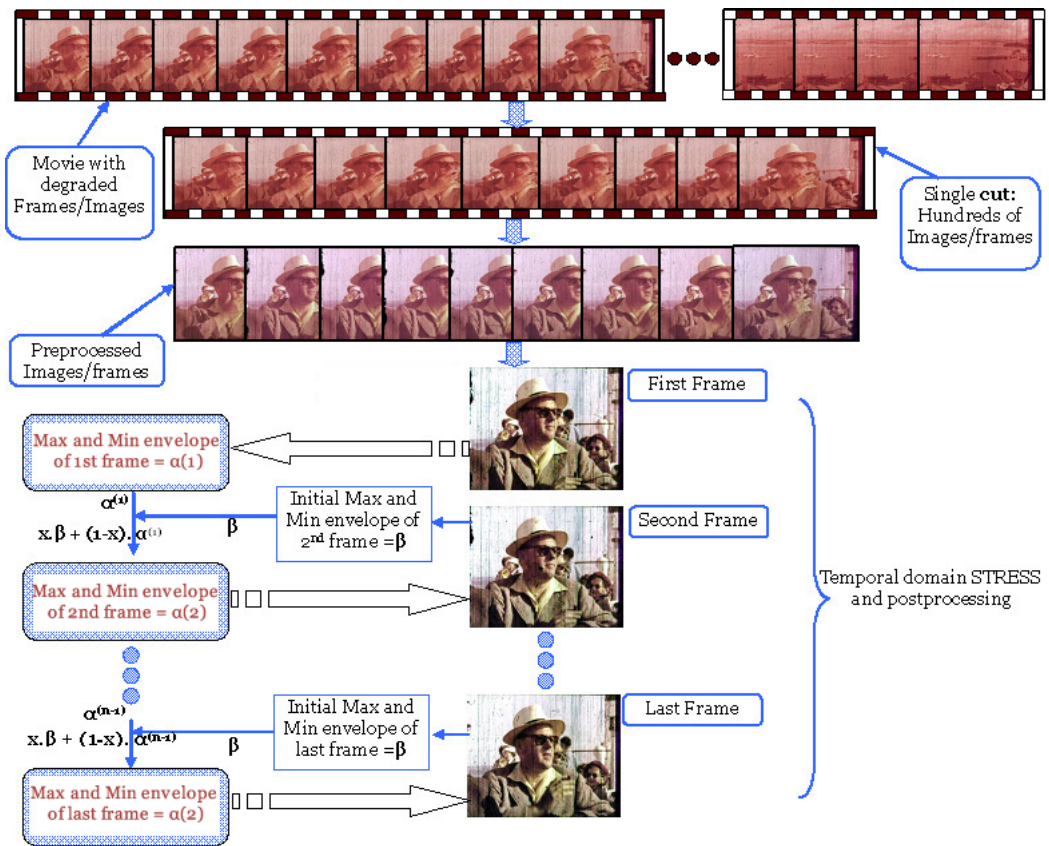 Movie with
degraded
Frames/Images
Single cut:
Hundreds of
Images/frames
Preprocessed
Images/frames
First Frame
Max and Min envelope
of 1st frame = α(1)
α(1)
x.β + (1-x). α(1)
β
Initial Max and
Min envelope of
2nd frame =β
Second Frame
Max and Min envelope
of 2nd frame = α(2)
Temporal domain STRESS
and postprocessing
α(n-1)
x.β + (1-x). α(n-1)
β
Initial Max and
Min envelope of
last frame =β
Last Frame
Max and Min envelope
of last frame = α(2)